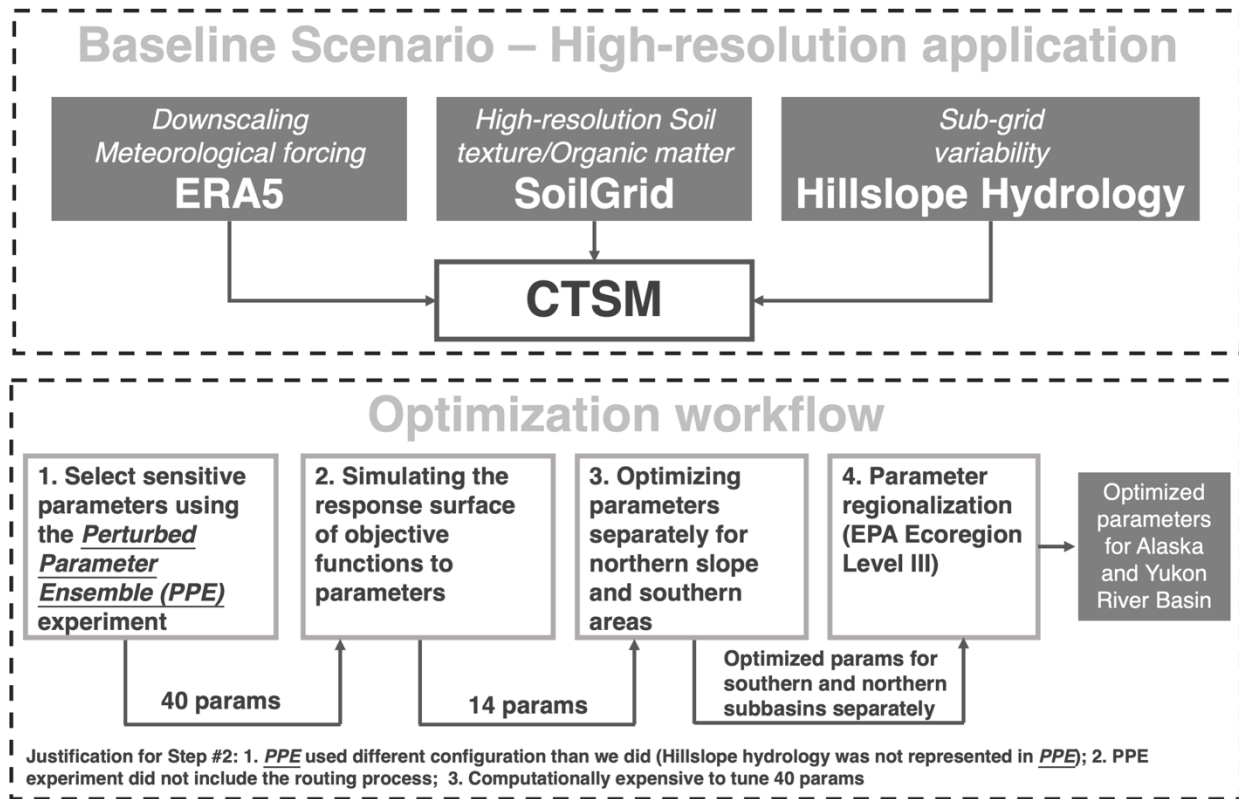 Baseline Scenario – High-resolution application
Downscaling
Meteorological forcing
ERA5
High-resolution Soil
texture/Organic matter
SoilGrid
Sub-grid
variability
Hillslope Hydrology
CTSM
Optimization workflow
1. Select sensitive
parameters using
the Perturbed
Parameter
Ensemble (PPE)
experiment
2. Simulating the
response surface
of objective
functions to
parameters
3. Optimizing
parameters
separately for
northern slope
and southern
areas
4. Parameter
regionalization
(EPA Ecoregion
Level III)
Optimized
parameters
for Alaska
and Yukon
River Basin
40 params
14 params
Optimized params for
southern and northern
subbasins separately
Justification for Step #2: 1. PPE used different configuration than we did (Hillslope hydrology was not represented in PPE); 2. PPE
experiment did not include the routing process; 3. Computationally expensive to tune 40 params